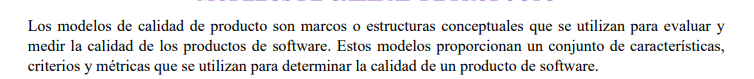 Los modelos de calidad de producto son marcos o estructuras conceptuales que se utilizan para evaluar y
medir la calidad de los productos de software. Estos modelos proporcionan un conjunto de características,
criterios y métricas que se utilizan para determinar la calidad de un producto de software.